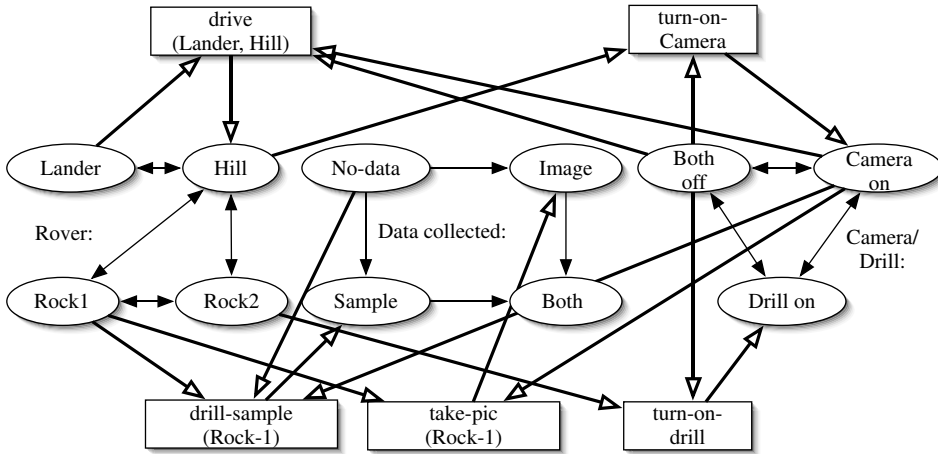 drive
(Lander, Hill)
turn-on-
Camera
Lander
Hill
No-data
Image
Both
off
Camera
on
Rover:
Data collected:
Camera/
Drill:
Rock1
Rock2
Sample
Both
Drill on
drill-sample
(Rock-1)
take-pic
(Rock-1)
turn-on-
drill